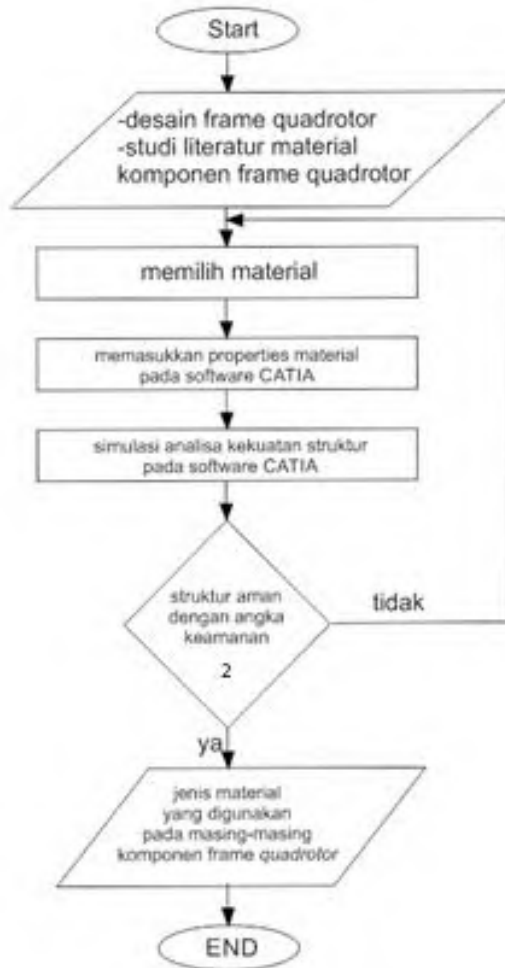 Start
-desain frame quadrotor
-studi literatur material
komponen frame quadrotor
memilih material
memasukkan properties material
pada software CATIA
simulasi analisa kekuatan struktur
pada software CATIA
struktur aman
dengan angka
keamanan
2
tidak
ya
jenis material
yang digunakan
pada masing-masing
komponen frame quadrotor
END